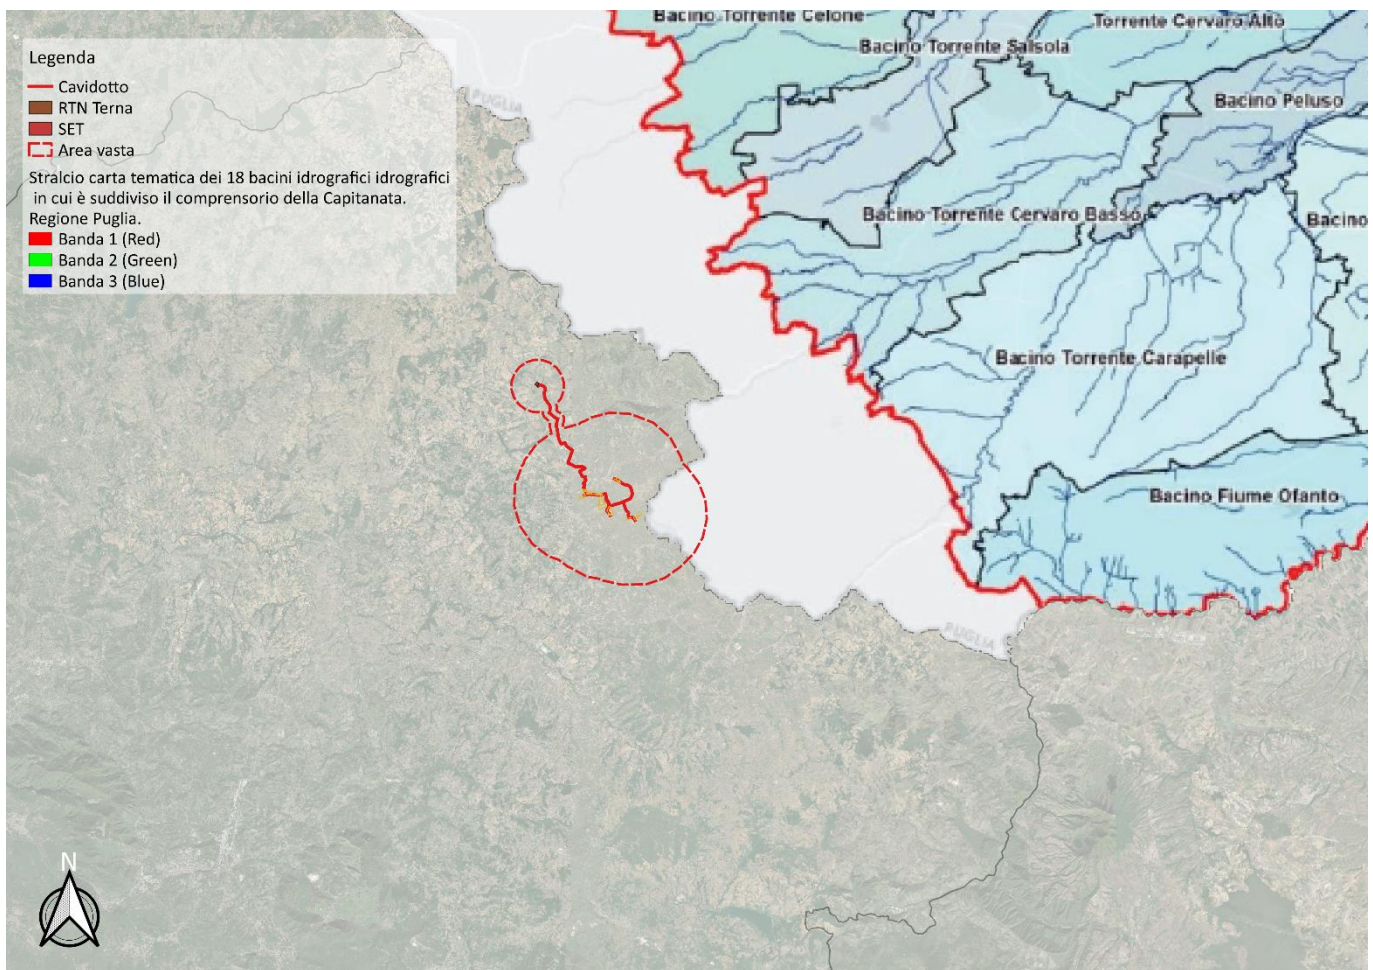 Legenda
Cavidotto
RTN Terna
SET
Area vasta
Stralcio carta tematica dei 18 bacini idrografici idrografici
in cui è suddiviso il comprensorio della Capitanata.
Regione Puglia.
Banda 1 (Red)
Banda 2 (Green)
Banda 3 (Blue)
Bacino Torrente Celone
Torrente Cervaro Alto
Bacino Torrente Salsola
PUGLIA
Bacino Peluso
Bacino Torrente Cervaro Basso
Bacino
Bacino Torrente Carapelle
Bacino Fiume Ofanto
PUGLIA
N